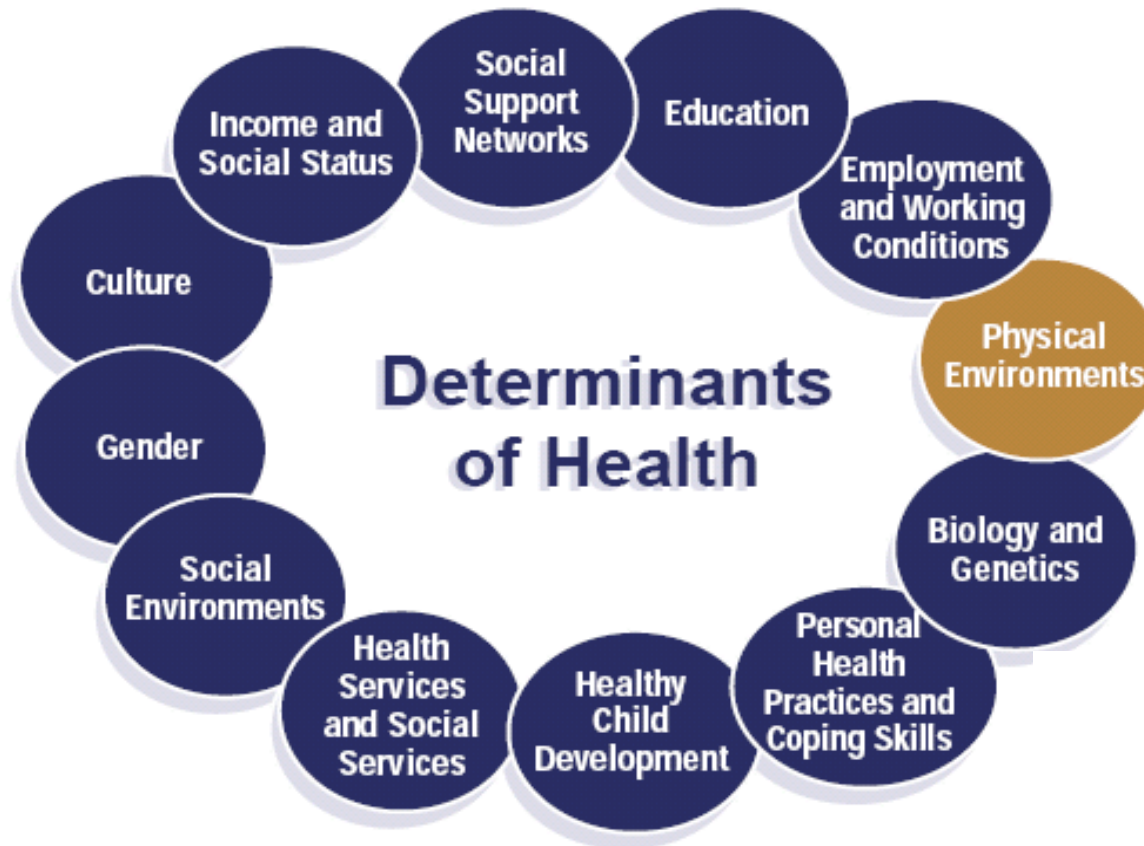 Social
Support
Networks
Education
Income and
Social Status
Employment
and Working
Conditions
Culture
Physical
Environments
Determinants
of Health
Gender
Biology and
Genetics
Social
Environments
Personal
Health
Practices and
Coping Skills
Health
Services
and Social
Services
Healthy
Child
Development